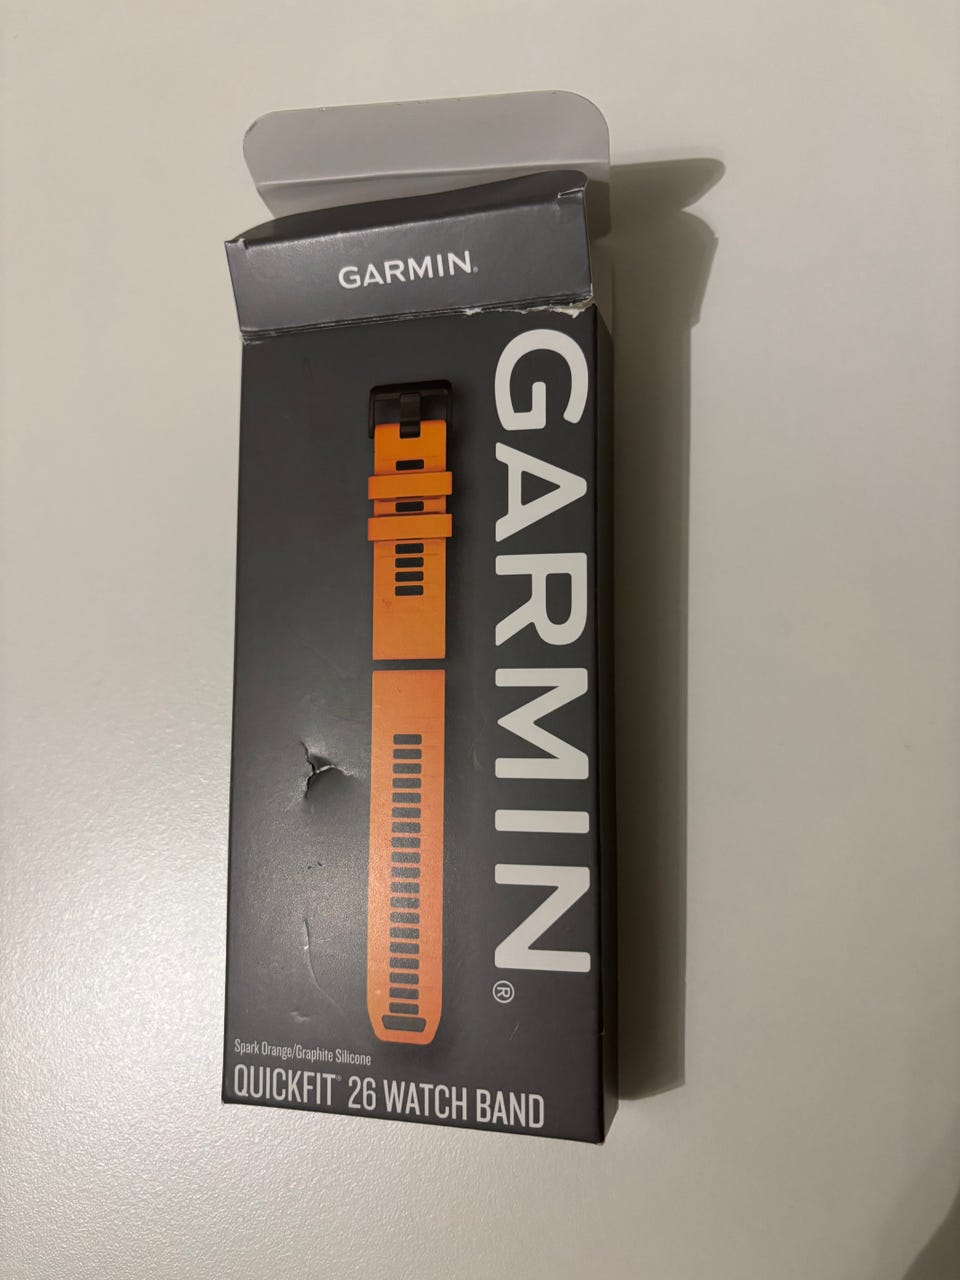 GARMIN.
GARMIN®
Spark Orange/Graphite Silicone
QUICKFIT® 26 WATCH BAND